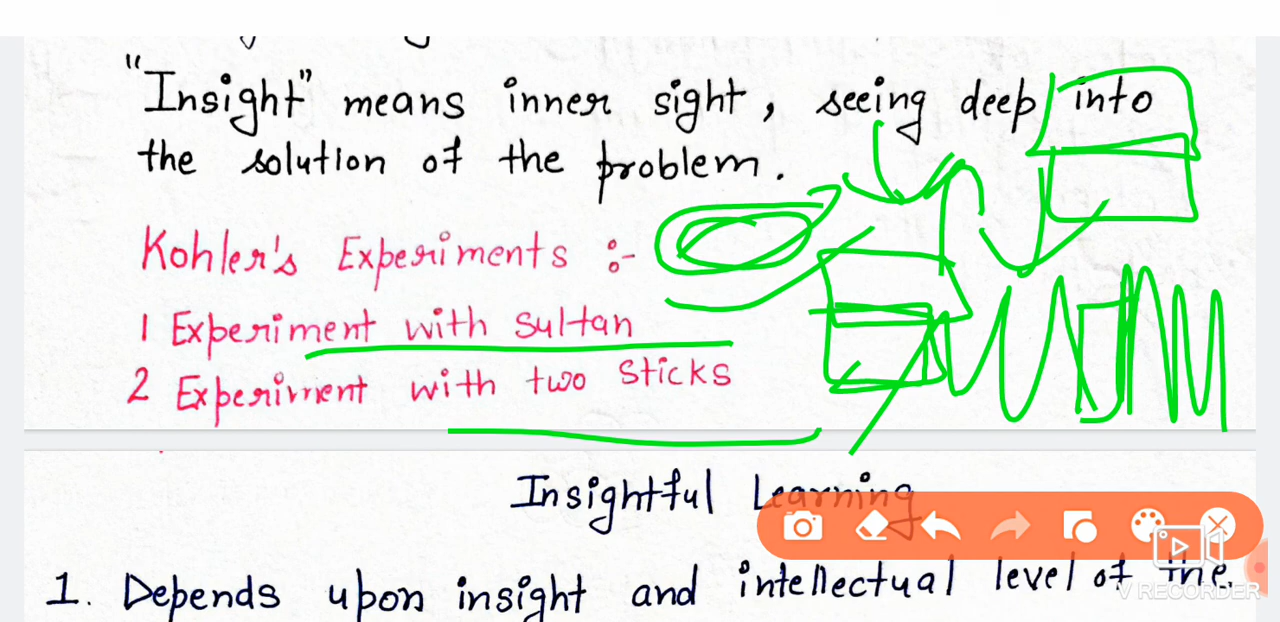 "Insight" means inner sight, seeing deep into
the solution of the problem.
Kohler's Experiments :-
1 Experiment with sultan
2 Experiment with two sticks
Insightful Learning
1. Depends upon insight and intellectual level of the
V RECORDER